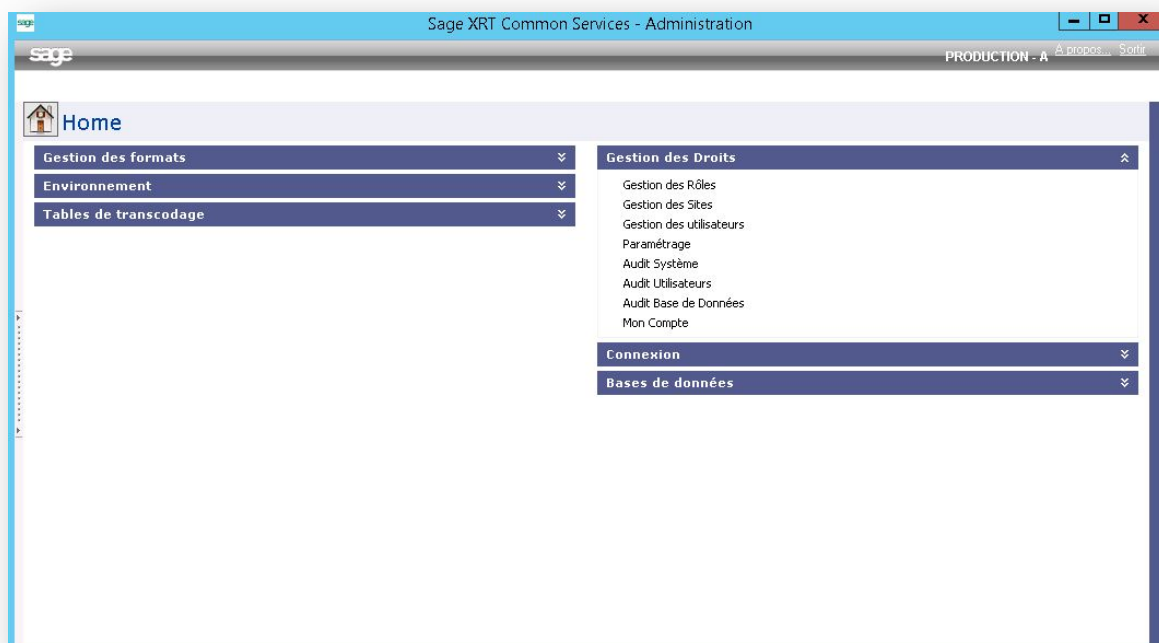 sage
Sage XRT Common Services - Administration
sage
PRODUCTION - A
A propos... Sortir
Home
Gestion des formats
Environnement
Tables de transcodage
Gestion des Droits
Gestion des Rôles
Gestion des Sites
Gestion des utilisateurs
Paramétrage
Audit Système
Audit Utilisateurs
Audit Base de Données
Mon Compte
Connexion
Bases de données